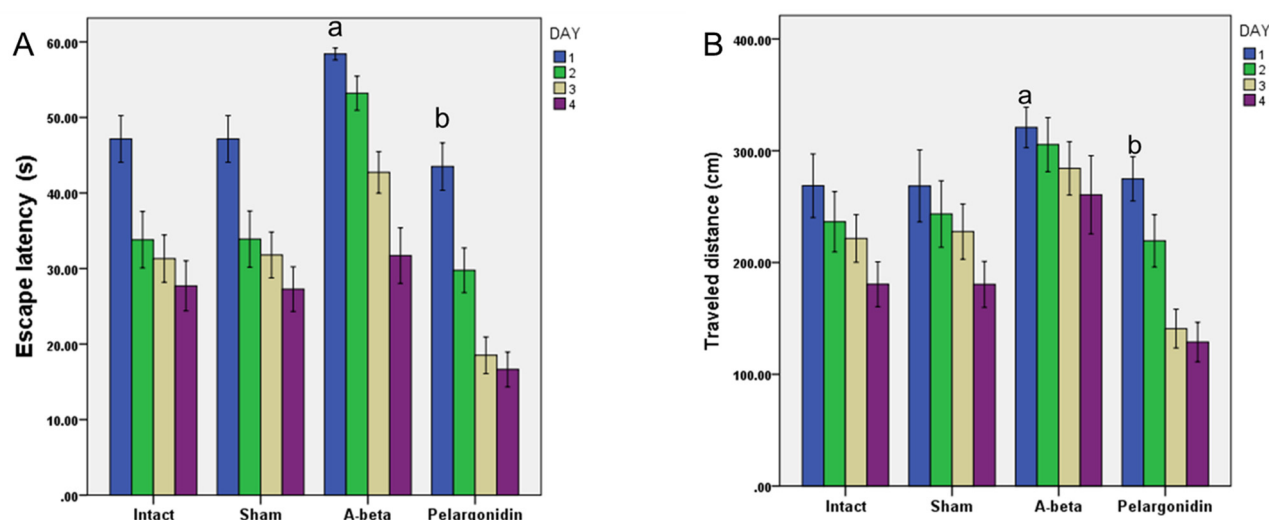 A
Escape latency (s)
60.00
50.00
40.00
30.00
20.00
10.00
.00
a
b
Intact Sham A-beta Pelargonidin
DAY
1
2
3
4
B
Traveled distance (cm)
400.00
300.00
200.00
100.00
.00
a
b
Intact Sham A-beta Pelargonidin
DAY
1
2
3
4